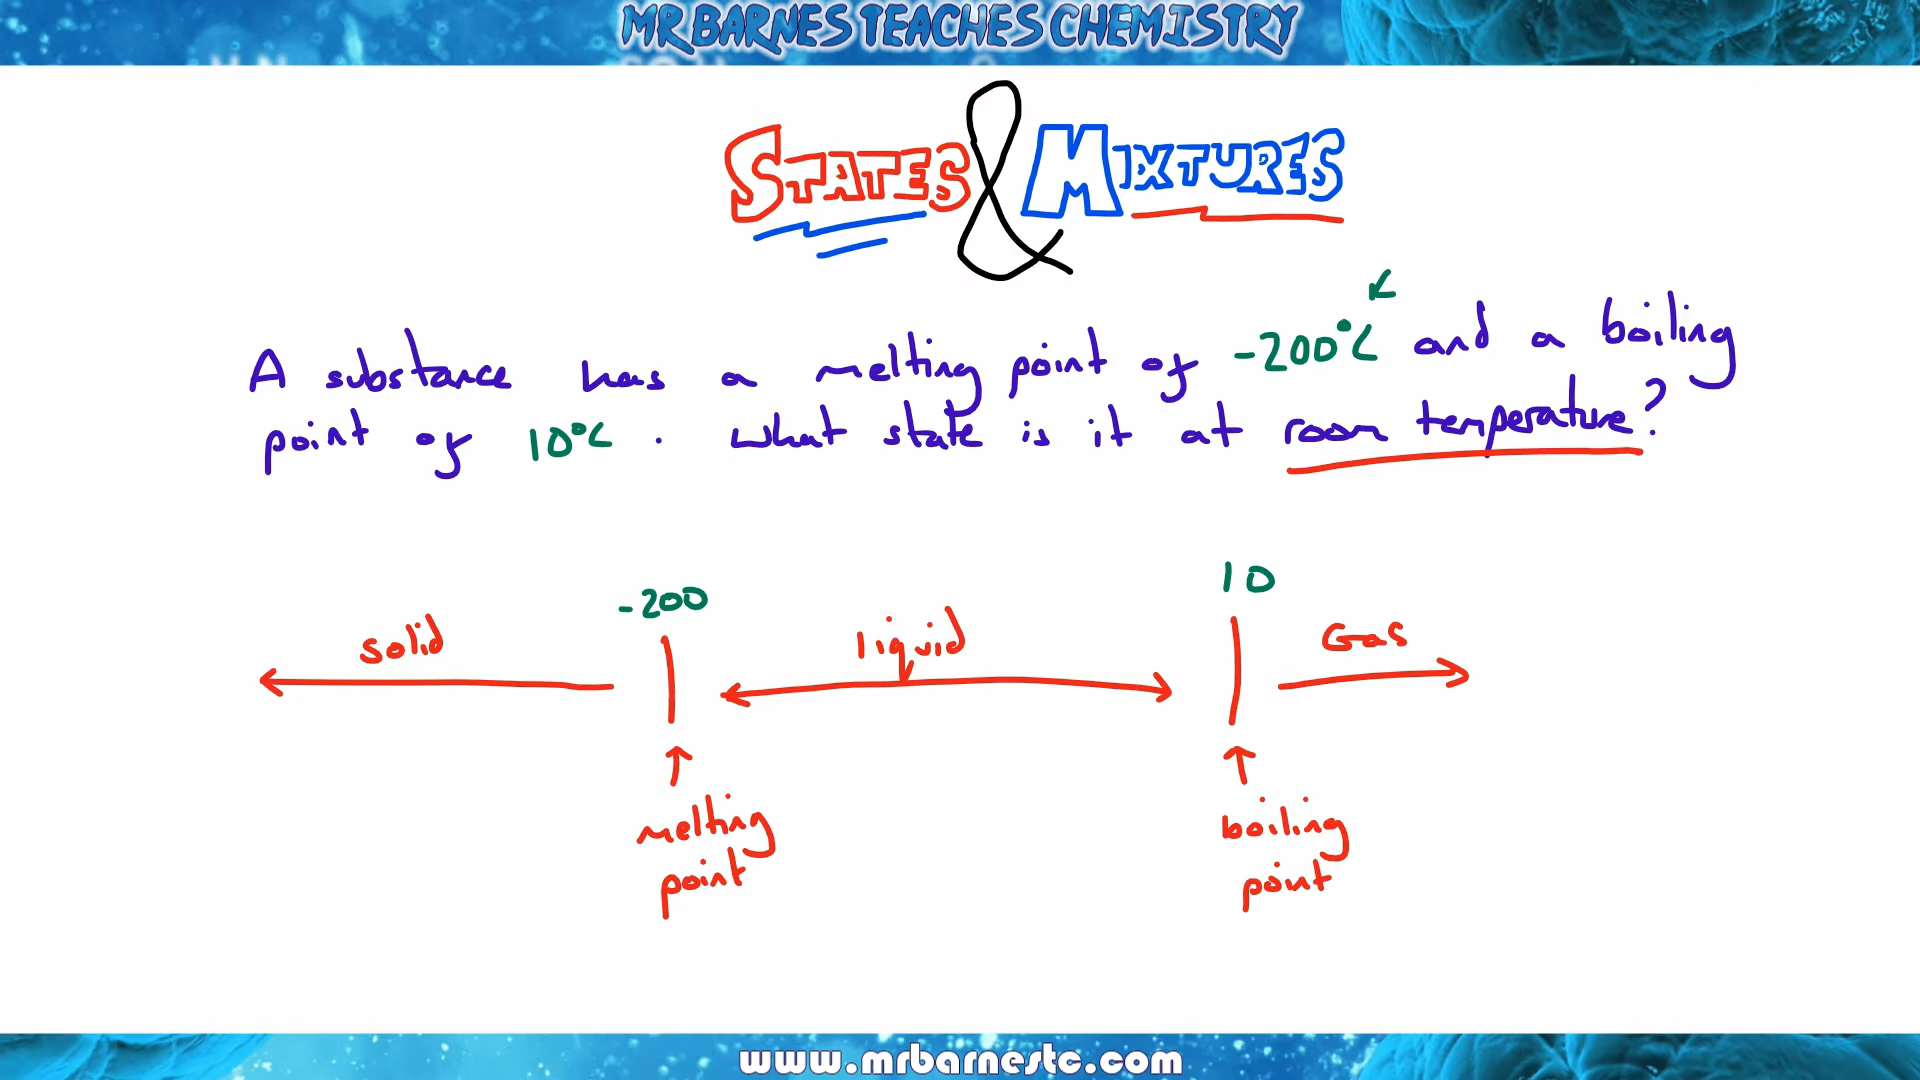 MR BARNES TEACHES CHEMISTRY
STATES & MIXTURES
A substance has a melting point of -200°C and a boiling
point of 10°C. What state is it at room temperature?
-200
10
solid
liquid
Gas
melting
point
boiling
point
www.mrbarnestc.com